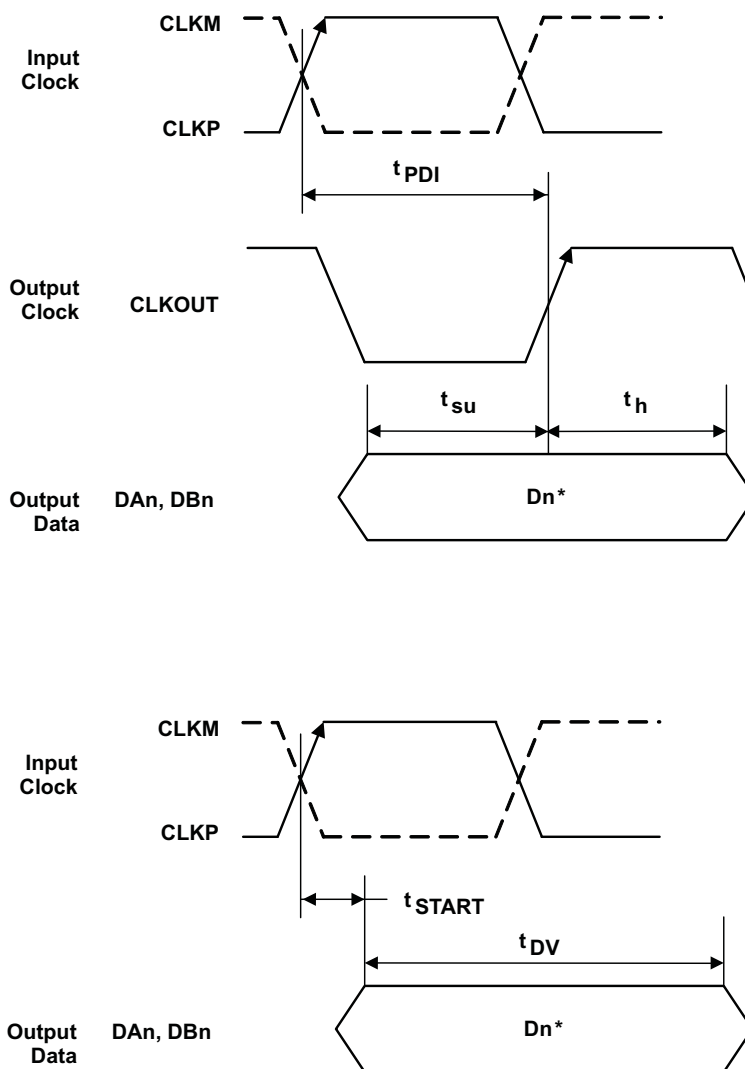 CLKM
Input
Clock
CLKP
t PDI
Output
Clock
CLKOUT
t su
t h
Output
Data
DAn, DBn
Dn*
CLKM
Input
Clock
CLKP
t START
t DV
Output
Data
DAn, DBn
Dn*